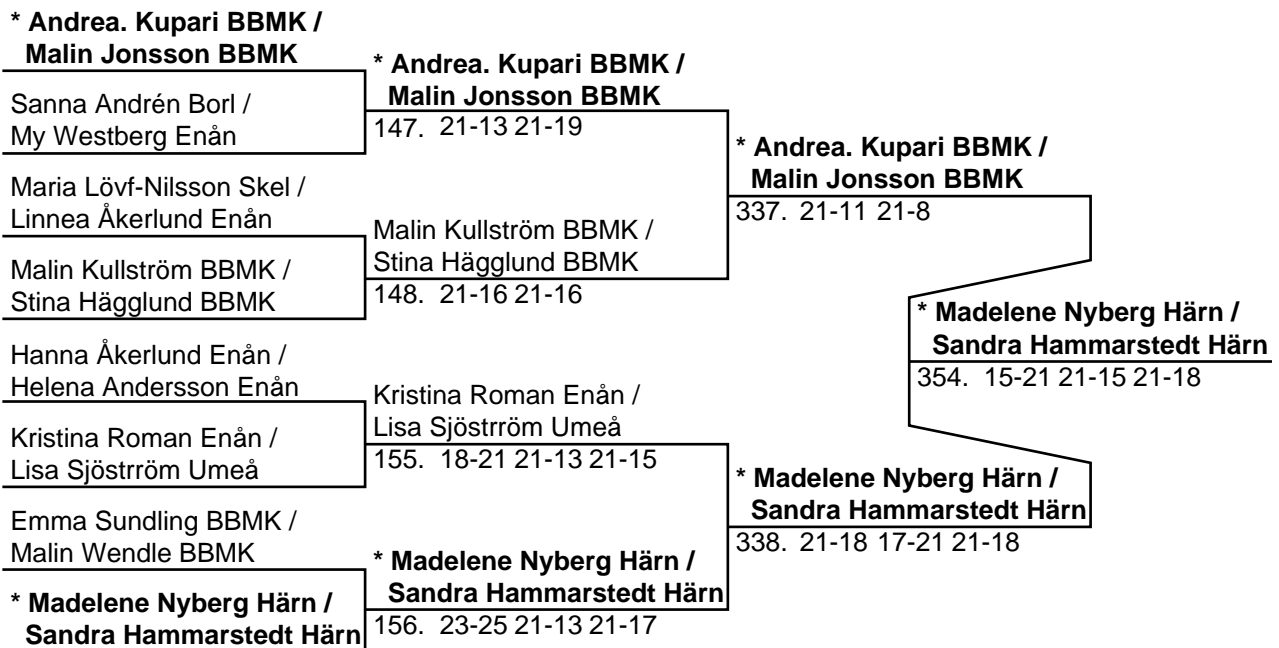 * Andrea. Kupari BBMK /
Malin Jonsson BBMK
Sanna Andrén Borl /
My Westberg Enån
Maria Lövf-Nilsson Skel /
Linnea Åkerlund Enån
Malin Kullström BBMK /
Stina Hägglund BBMK
Hanna Åkerlund Enån /
Helena Andersson Enån
Kristina Roman Enån /
Lisa Sjöstrröm Umeå
Emma Sundling BBMK /
Malin Wendle BBMK
* Madelene Nyberg Härn /
Sandra Hammarstedt Härn
* Andrea. Kupari BBMK /
Malin Jonsson BBMK
147. 21-13 21-19
Malin Kullström BBMK /
Stina Hägglund BBMK
148. 21-16 21-16
Kristina Roman Enån /
Lisa Sjöstrröm Umeå
155. 18-21 21-13 21-15
* Madelene Nyberg Härn /
Sandra Hammarstedt Härn
156. 23-25 21-13 21-17
* Andrea. Kupari BBMK /
Malin Jonsson BBMK
337. 21-11 21-8
* Madelene Nyberg Härn /
Sandra Hammarstedt Härn
338. 21-18 17-21 21-18
* Madelene Nyberg Härn /
Sandra Hammarstedt Härn
354. 15-21 21-15 21-18